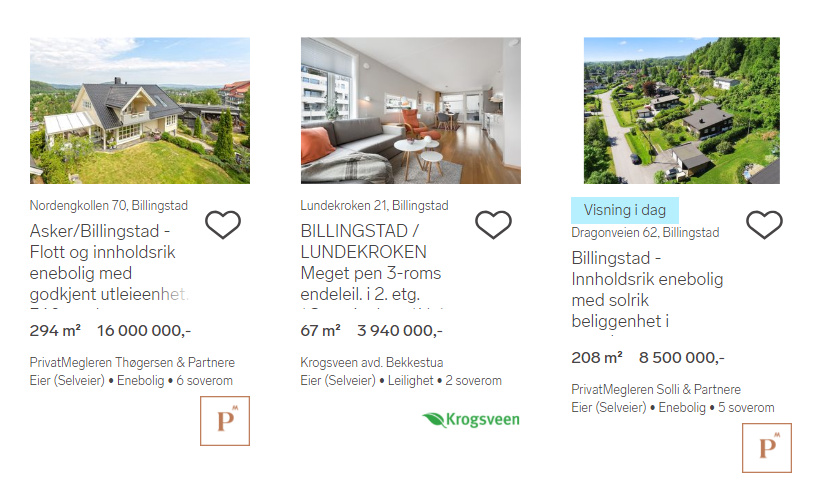 Nordengkollen 70, Billingstad
Asker/Billingstad -
Flott og innholdsrik
enebolig med
godkjent utleieenhet.
294 m² 16 000 000,-
PrivatMegleren Thøgersen & Partnere
Eier (Selveier) • Enebolig • 6 soverom
P M
Lundekroken 21, Billingstad
BILLINGSTAD /
LUNDEKROKEN
Meget pen 3-roms
endeleil. i 2. etg.
67 m² 3 940 000,-
Krogsveen avd. Bekkestua
Eier (Selveier) • Leilighet • 2 soverom
Krogsveen
Visning i dag
Dragonveien 62, Billingstad
Billingstad -
Innholdsrik enebolig
med solrik
beliggenhet i
208 m² 8 500 000,-
PrivatMegleren Solli & Partnere
Eier (Selveier) • Enebolig • 5 soverom
P M